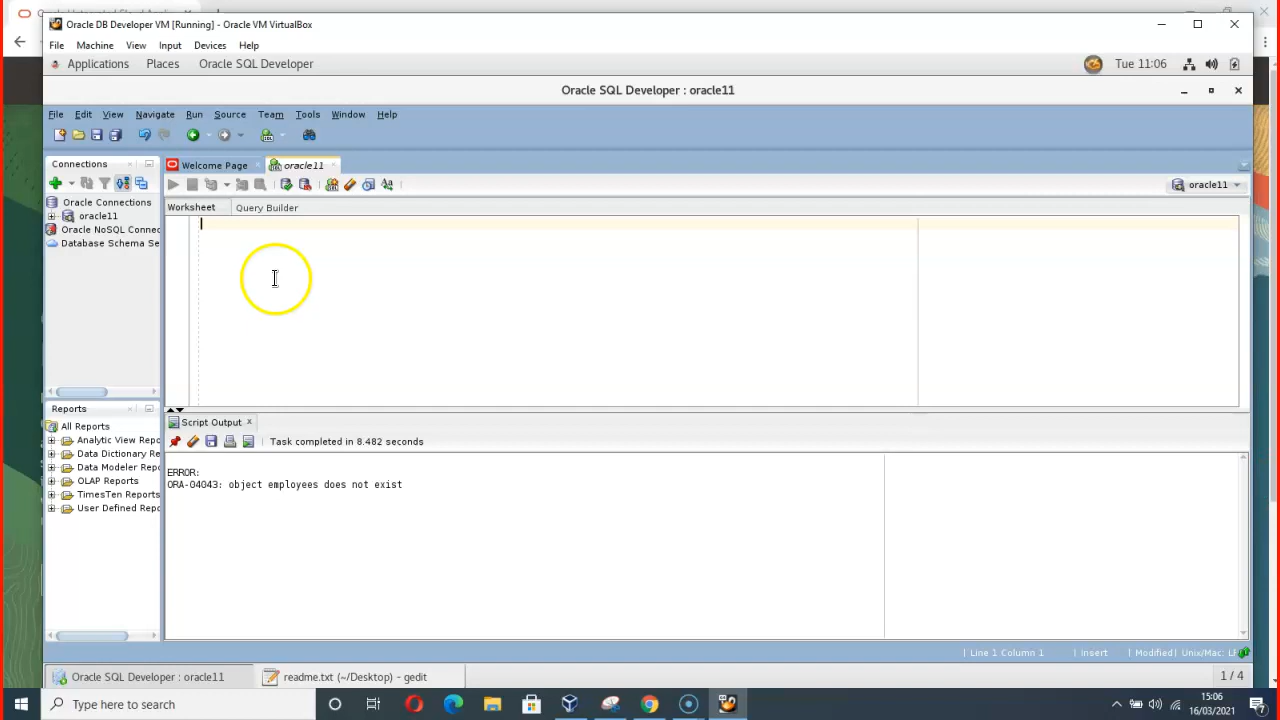 Oracle DB Developer VM [Running] - Oracle VM VirtualBox
File Machine View Input Devices Help
Applications Places Oracle SQL Developer Tue 11:06
Oracle SQL Developer : oracle11
File Edit View Navigate Run Source Team Tools Window Help
Connections
Welcome Page
oracle11
oracle11
Worksheet Query Builder
Oracle Connections
oracle11
Oracle NoSQL Connec
Database Schema Se
Reports
All Reports
Analytic View Repo
Data Dictionary Re
Data Modeler Repo
OLAP Reports
TimesTen Reports
User Defined Repo
Script Output
Task completed in 8.482 seconds
ERROR:
ORA-04043: object employees does not exist
Line 1 Column 1 Insert Modified Unix/Mac: LF
Oracle SQL Developer : oracle11 readme.txt (~/Desktop) - gedit 1 / 4
Type here to search
15:06
16/03/2021